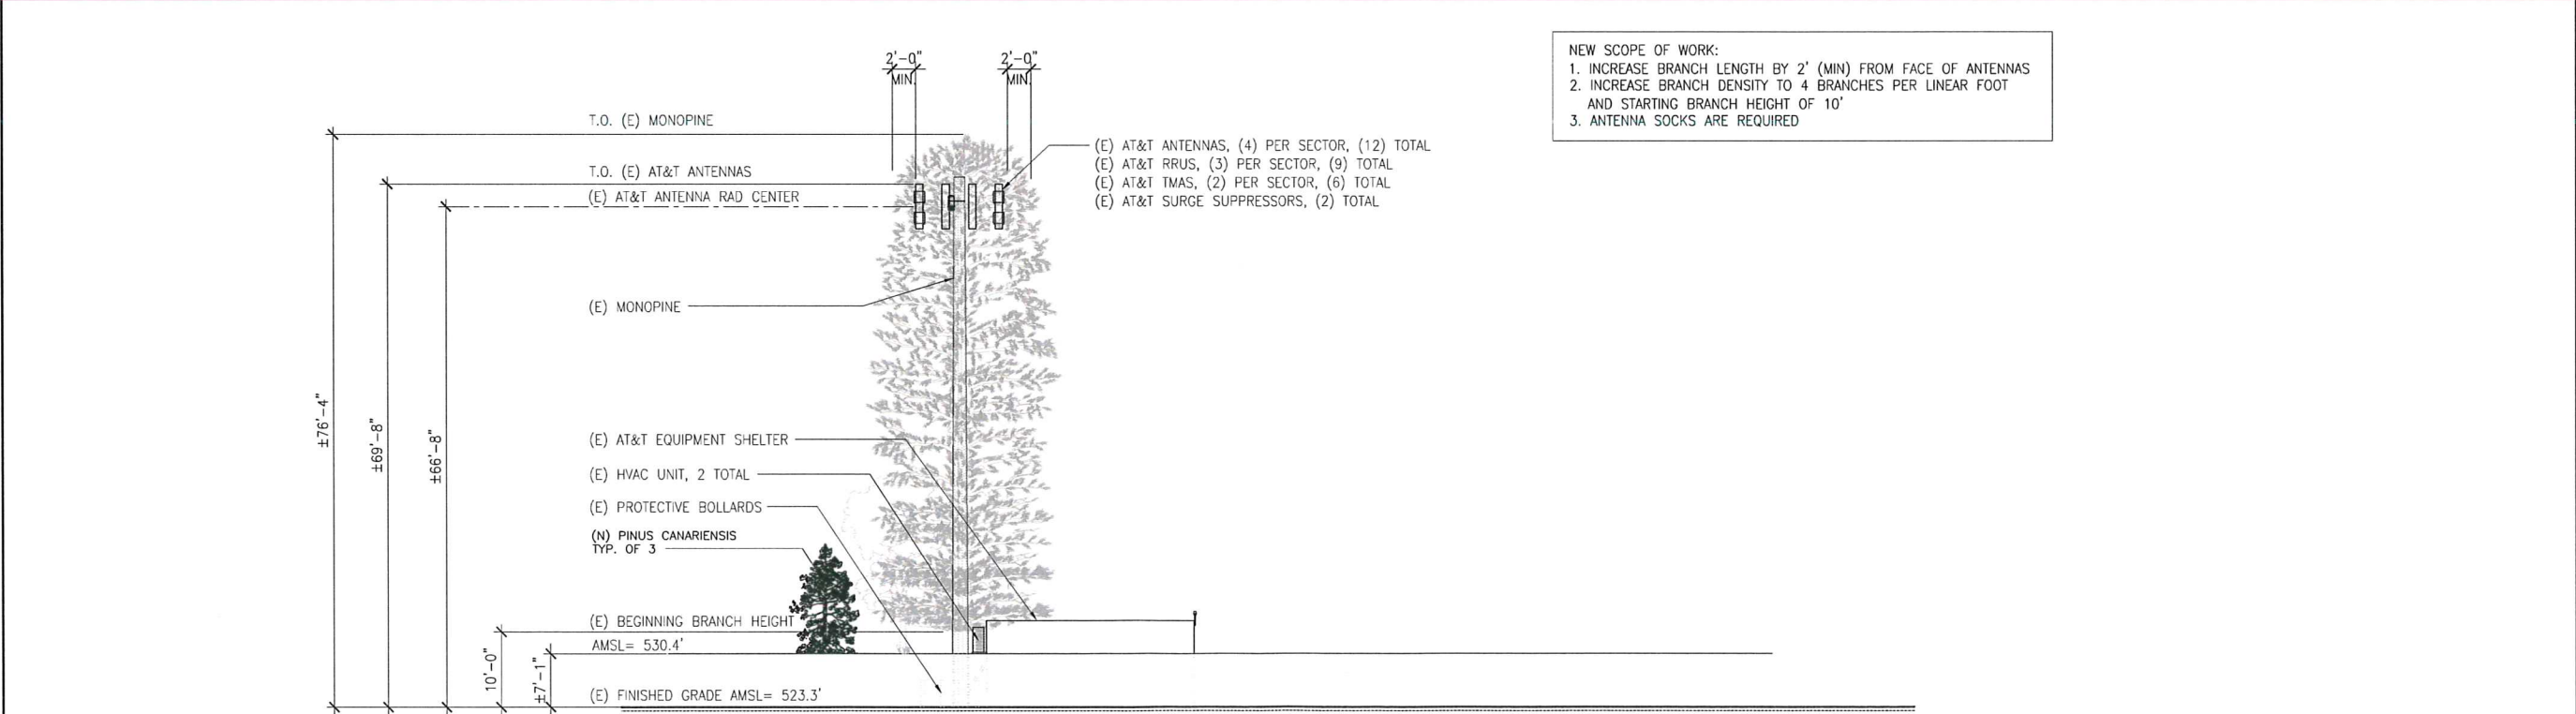 2'-0"
MIN.
2'-0"
MIN.
NEW SCOPE OF WORK:
1. INCREASE BRANCH LENGTH BY 2' (MIN) FROM FACE OF ANTENNAS
2. INCREASE BRANCH DENSITY TO 4 BRANCHES PER LINEAR FOOT
AND STARTING BRANCH HEIGHT OF 10'
3. ANTENNA SOCKS ARE REQUIRED
T.O. (E) MONOPINE
(E) AT&T ANTENNAS, (4) PER SECTOR, (12) TOTAL
(E) AT&T RRUS, (3) PER SECTOR, (9) TOTAL
(E) AT&T TMAS, (2) PER SECTOR, (6) TOTAL
(E) AT&T SURGE SUPPRESSORS, (2) TOTAL
T.O. (E) AT&T ANTENNAS
(E) AT&T ANTENNA RAD CENTER
(E) MONOPINE
±76'-4"
±69'-8"
±66'-8"
(E) AT&T EQUIPMENT SHELTER
(E) HVAC UNIT, 2 TOTAL
(E) PROTECTIVE BOLLARDS
(N) PINUS CANARIENSIS
TYP. OF 3
(E) BEGINNING BRANCH HEIGHT
AMSL= 530.4'
10'-0"
±7'-1"
(E) FINISHED GRADE AMSL= 523.3'